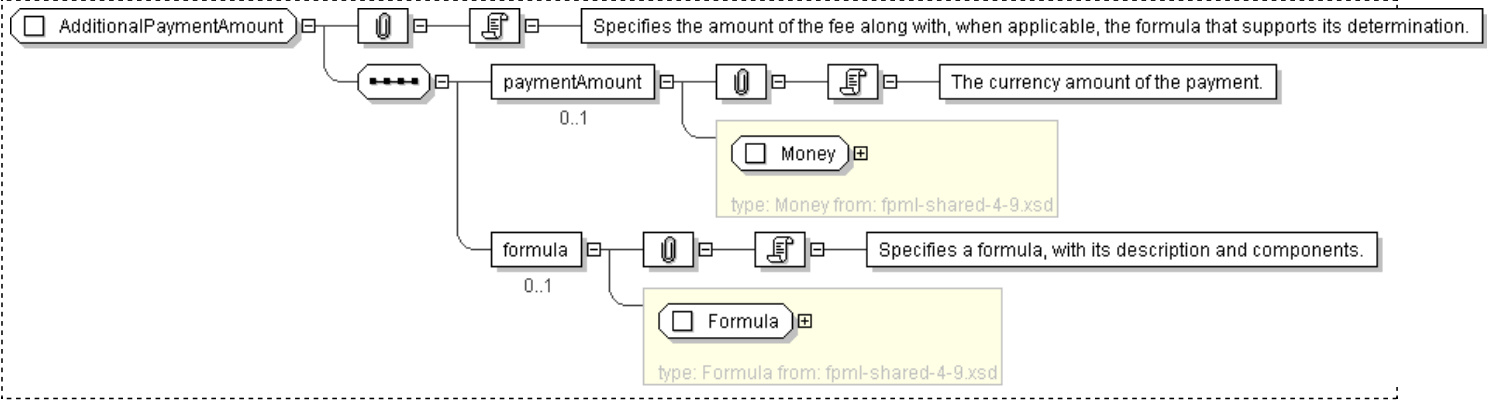 AdditionalPaymentAmount
Specifies the amount of the fee along with, when applicable, the formula that supports its determination.
paymentAmount
The currency amount of the payment.
0..1
Money
type: Money from: fpml-shared-4-9.xsd
formula
Specifies a formula, with its description and components.
0..1
Formula
type: Formula from: fpml-shared-4-9.xsd